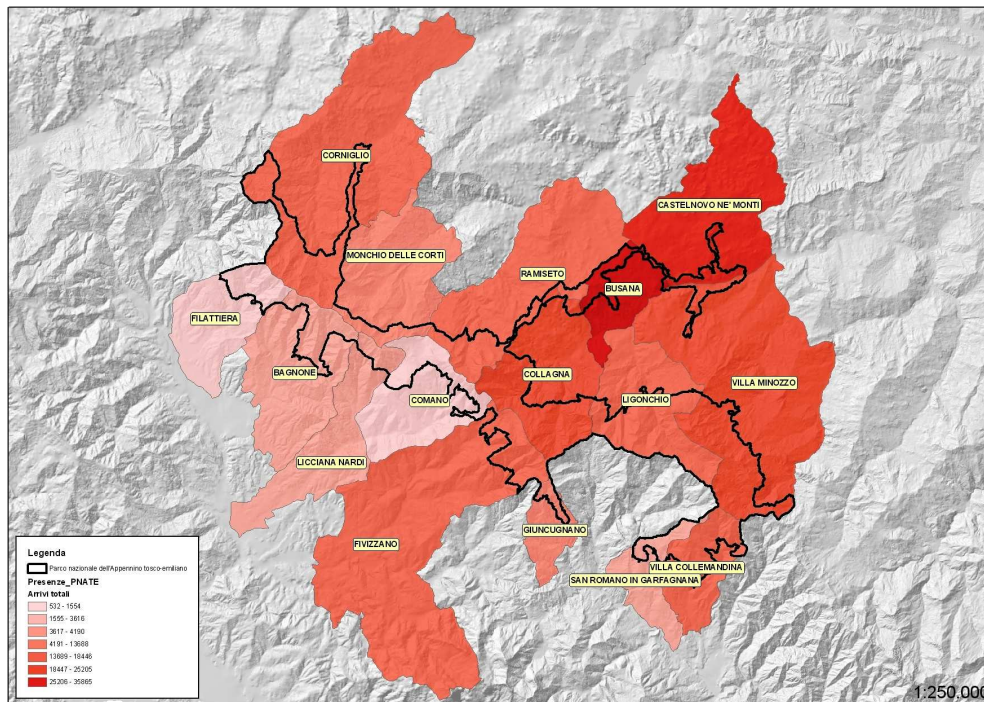 CORNIGLIO
CASTELNOVO NE' MONTI
MONCHIO DELLE CORTI
RAMISETO
BUSANA
FILATTIERA
BAGNONE
COLLAGNA
VILLA MINOZZO
COMANO
LIGONCHIO
LICCIANA NARDI
GIUNCUGNANO
FIVIZZANO
VILLA COLLEMANDINA
SAN ROMANO IN GARFAGNANA
Legenda
Parco nazionale dell'Appennino tosco-emiliano
Presenze_PNATE
Arrivi totali
532 - 1554
1555 - 3616
3617 - 4190
4191 - 13688
13689 - 18446
18447 - 25205
25206 - 35865
1:250,000